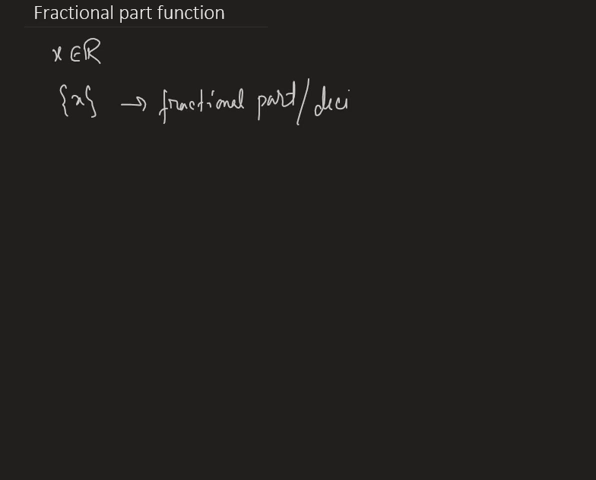 Fractional part function
x ∈ ℝ
{x} → fractional part/deci